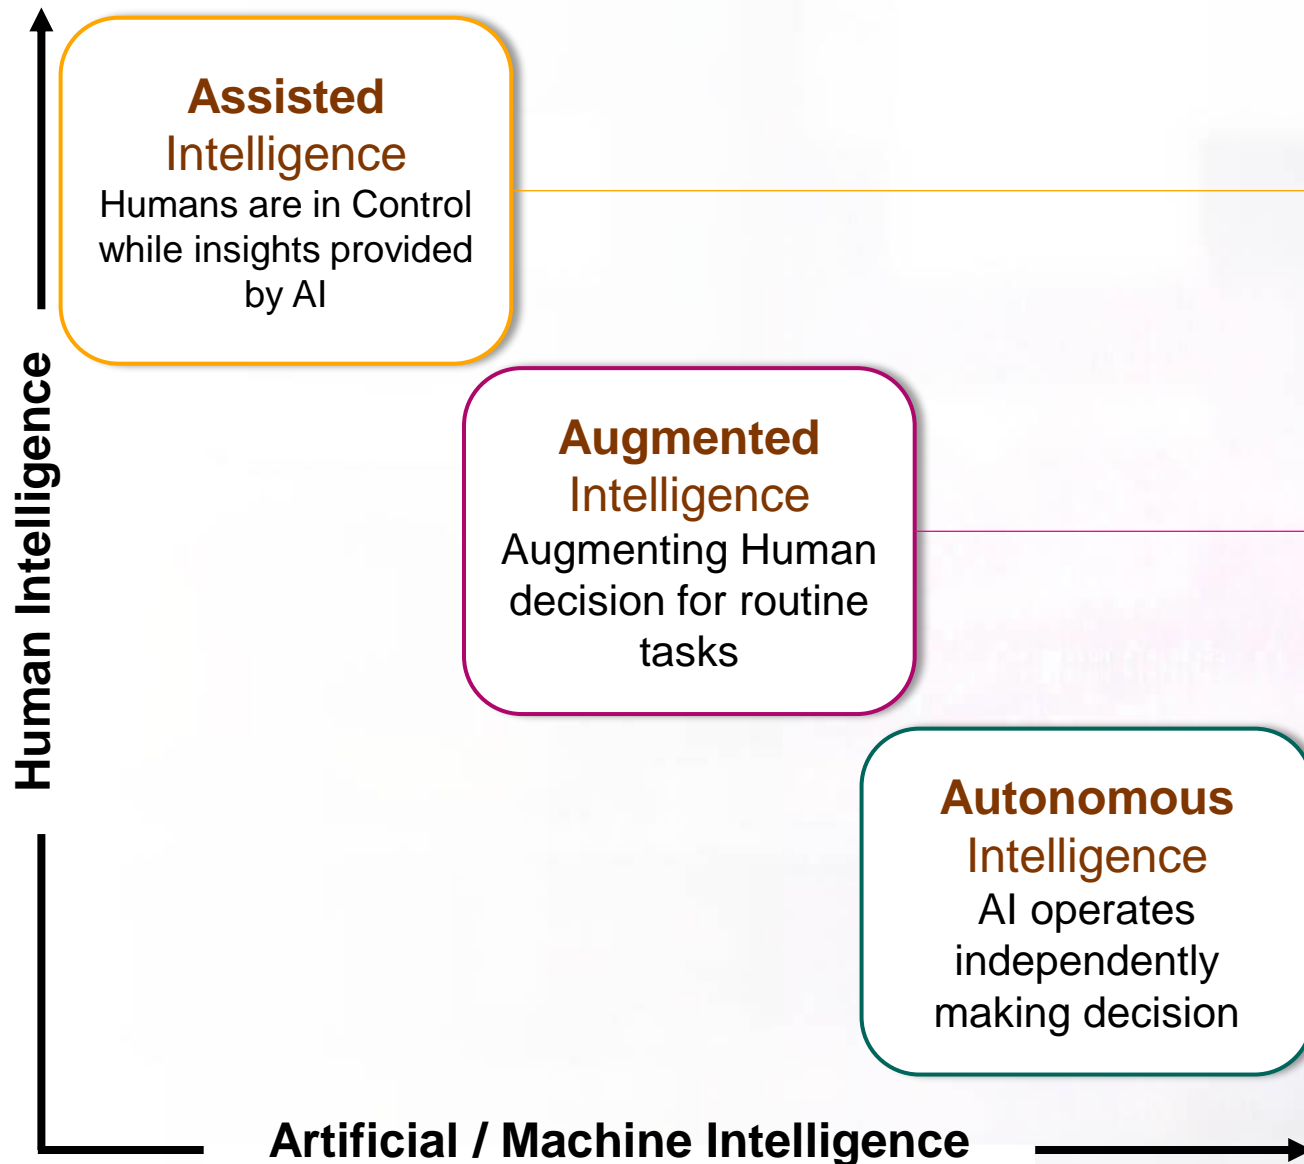 Assisted
Intelligence
Humans are in Control
while insights provided
by AI
Human Intelligence
Augmented
Intelligence
Augmenting Human
decision for routine
tasks
Autonomous
Intelligence
AI operates
independently
making decision
Artificial / Machine Intelligence